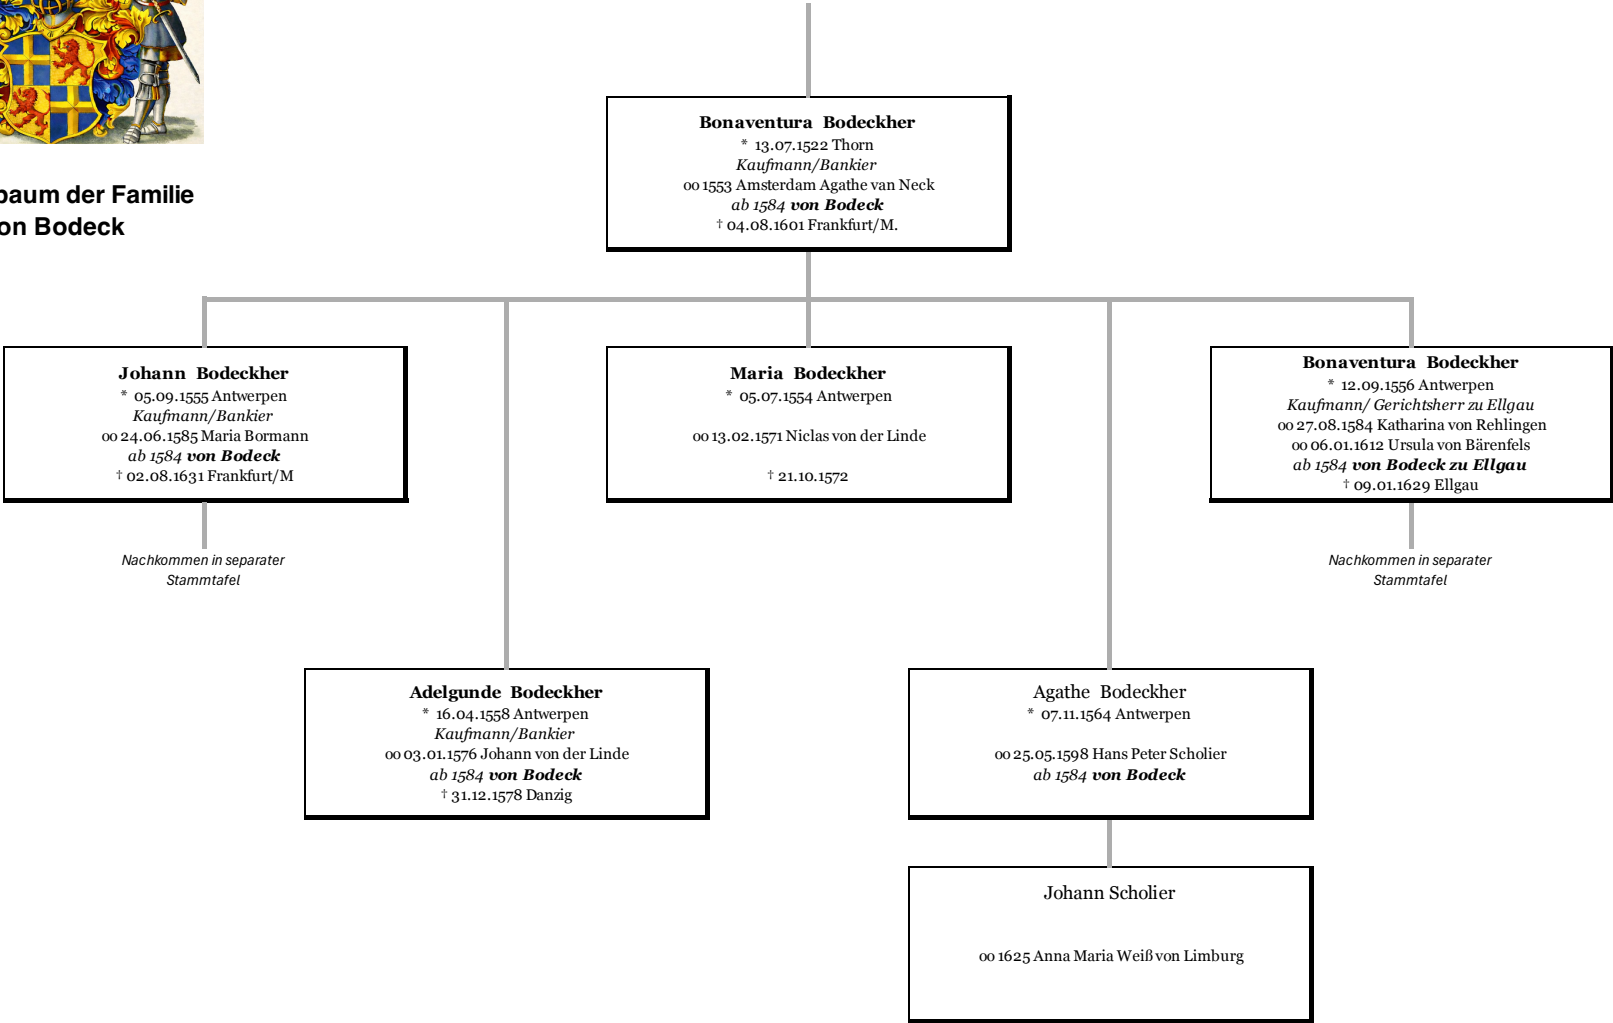 baum der Familie
on Bodeck
Bonaventura Bodeckher
* 13.07.1522 Thorn
Kaufmann/Bankier
oo 1553 Amsterdam Agathe van Neck
ab 1584 von Bodeck
† 04.08.1601 Frankfurt/M.
Johann Bodeckher
* 05.09.1555 Antwerpen
Kaufmann/Bankier
oo 24.06.1585 Maria Bormann
ab 1584 von Bodeck
† 02.08.1631 Frankfurt/M
Nachkommen in separater
Stammtafel
Maria Bodeckher
* 05.07.1554 Antwerpen
oo 13.02.1571 Niclas von der Linde
† 21.10.1572
Bonaventura Bodeckher
* 12.09.1556 Antwerpen
Kaufmann/ Gerichtsherr zu Ellgau
oo 27.08.1584 Katharina von Rehlingen
oo 06.01.1612 Ursula von Bärenfels
ab 1584 von Bodeck zu Ellgau
† 09.01.1629 Ellgau
Nachkommen in separater
Stammtafel
Adelgunde Bodeckher
* 16.04.1558 Antwerpen
Kaufmann/Bankier
oo 03.01.1576 Johann von der Linde
ab 1584 von Bodeck
† 31.12.1578 Danzig
Agathe Bodeckher
* 07.11.1564 Antwerpen
oo 25.05.1598 Hans Peter Scholier
ab 1584 von Bodeck
Johann Scholier
oo 1625 Anna Maria Weiß von Limburg